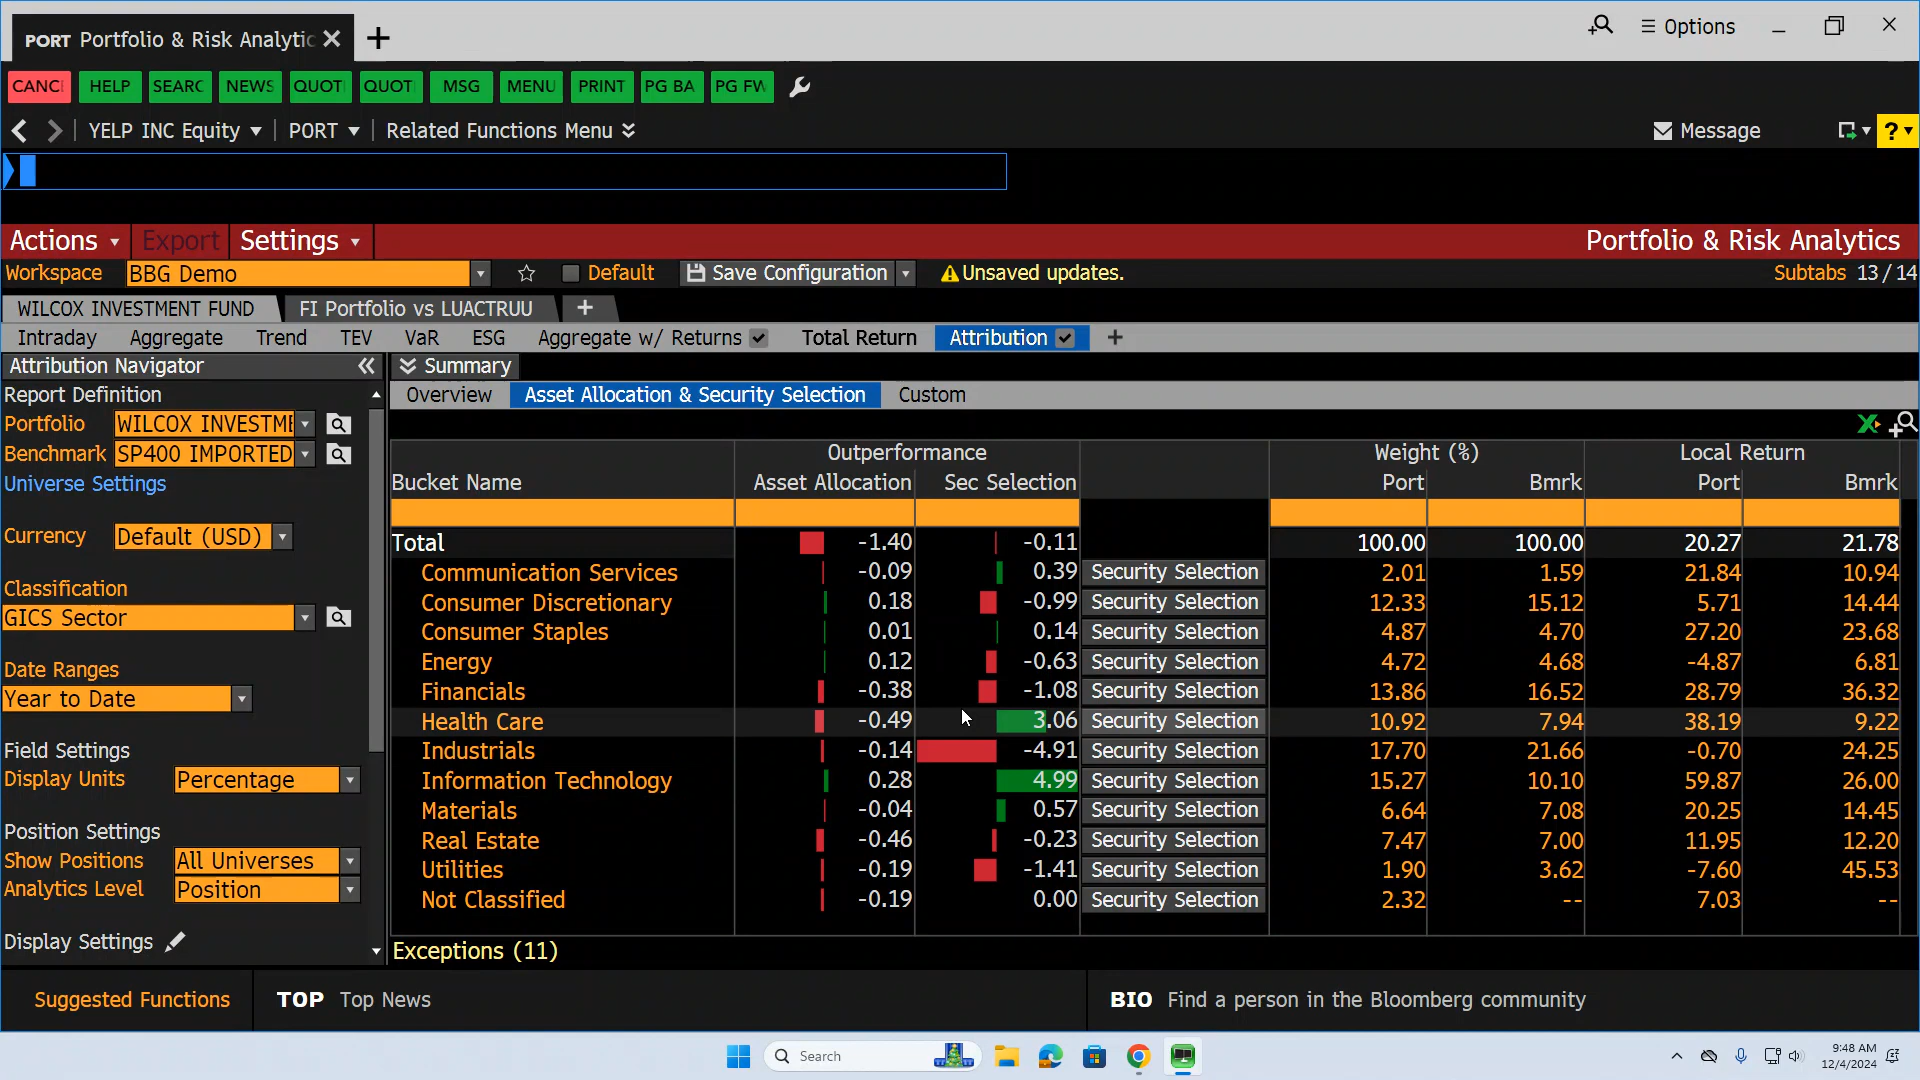 PORT Portfolio & Risk Analytic
Options
CANC HELP SEARC NEWS QUOT QUOT MSG MENU PRINT PG BA PG FW
YELP INC Equity PORT Related Functions Menu Message ?
Actions Export Settings Portfolio & Risk Analytics
Workspace BBG Demo Default Save Configuration Unsaved updates. Subtabs 13/14
WILCOX INVESTMENT FUND FI Portfolio vs LUACTRUU +
Intraday Aggregate Trend TEV VaR ESG Aggregate w/ Returns Total Return Attribution +
Attribution Navigator Summary
Report Definition
Overview Asset Allocation & Security Selection Custom
Portfolio WILCOX INVESTME
Benchmark SP400 IMPORTED
Universe Settings
Currency Default (USD)
Classification
GICS Sector
Date Ranges
Year to Date
Field Settings
Display Units Percentage
Position Settings
Show Positions All Universes
Analytics Level Position
Display Settings
Outperformance Weight (%) Local Return
Bucket Name Asset Allocation Sec Selection Port Bmrk Port Bmrk
Total -1.40 -0.11 100.00 100.00 20.27 21.78
Communication Services -0.09 0.39 Security Selection 2.01 1.59 21.84 10.94
Consumer Discretionary 0.18 -0.99 Security Selection 12.33 15.12 5.71 14.44
Consumer Staples 0.01 0.14 Security Selection 4.87 4.70 27.20 23.68
Energy 0.12 -0.63 Security Selection 4.72 4.68 -4.87 6.81
Financials -0.38 -1.08 Security Selection 13.86 16.52 28.79 36.32
Health Care -0.49 3.06 Security Selection 10.92 7.94 38.19 9.22
Industrials -0.14 -4.91 Security Selection 17.70 21.66 -0.70 24.25
Information Technology 0.28 4.99 Security Selection 15.27 10.10 59.87 26.00
Materials -0.04 0.57 Security Selection 6.64 7.08 20.25 14.45
Real Estate -0.46 -0.23 Security Selection 7.47 7.00 11.95 12.20
Utilities -0.19 -1.41 Security Selection 1.90 3.62 -7.60 45.53
Not Classified -0.19 0.00 Security Selection 2.32 -- 7.03 --
Exceptions (11)
Suggested Functions TOP Top News BIO Find a person in the Bloomberg community
Search
9:48 AM
12/4/2024